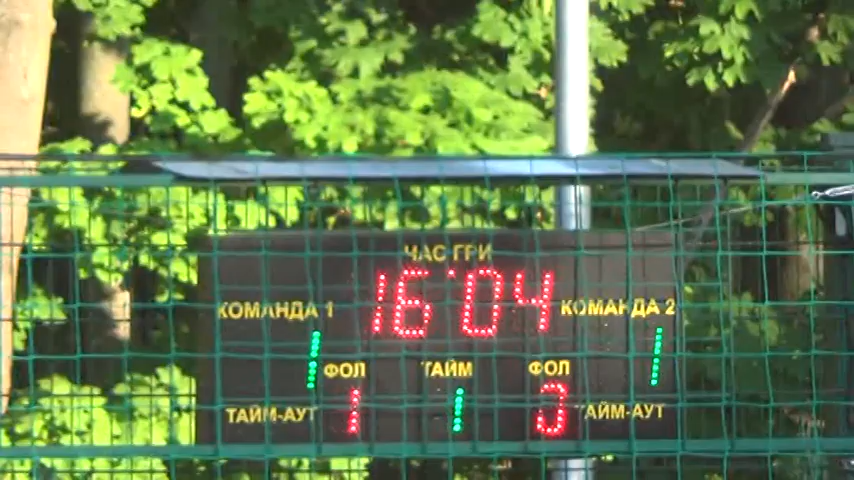 ЧАС ГРИ
16:04
КОМАНДА 1 КОМАНДА 2
1 1
ФОЛ ТАЙМ ФОЛ
ТАЙМ-АУТ 1 1 ТАЙМ-АУТ